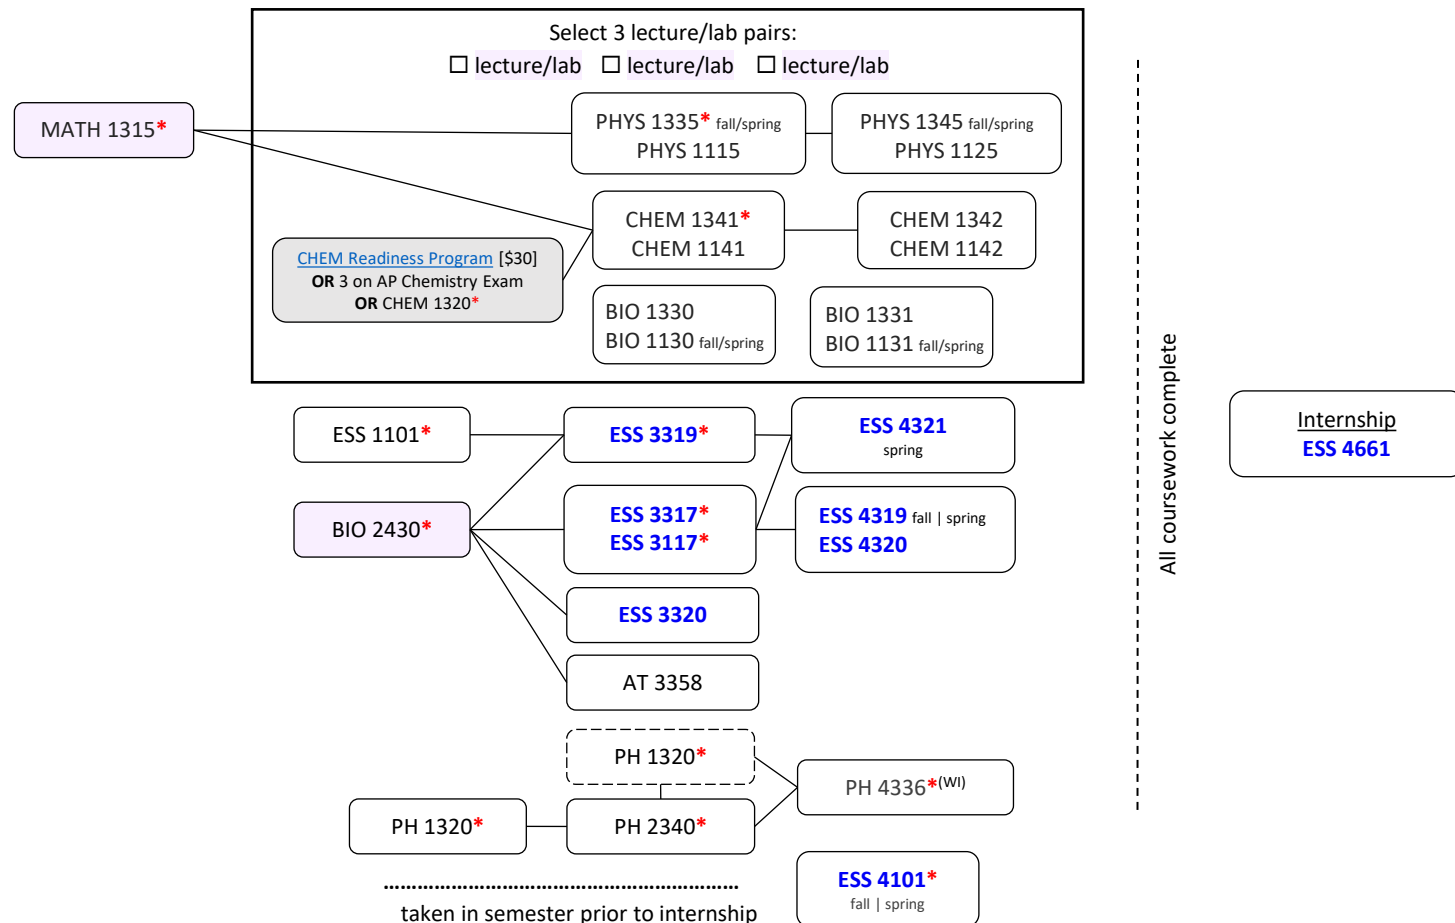 Select 3 lecture/lab pairs:
☐ lecture/lab ☐ lecture/lab ☐ lecture/lab
MATH 1315*
PHYS 1335* fall/spring
PHYS 1115
PHYS 1345 fall/spring
PHYS 1125
CHEM 1341*
CHEM 1141
CHEM 1342
CHEM 1142
CHEM Readiness Program [$30]
OR 3 on AP Chemistry Exam
OR CHEM 1320*
BIO 1330
BIO 1130 fall/spring
BIO 1331
BIO 1131 fall/spring
ESS 1101*
ESS 3319*
ESS 4321
spring
BIO 2430*
ESS 3317*
ESS 3117*
ESS 4319 fall | spring
ESS 4320
ESS 3320
AT 3358
PH 1320*
PH 4336*(WI)
PH 1320*
PH 2340*
ESS 4101*
fall | spring
taken in semester prior to internship
All coursework complete
Internship
ESS 4661